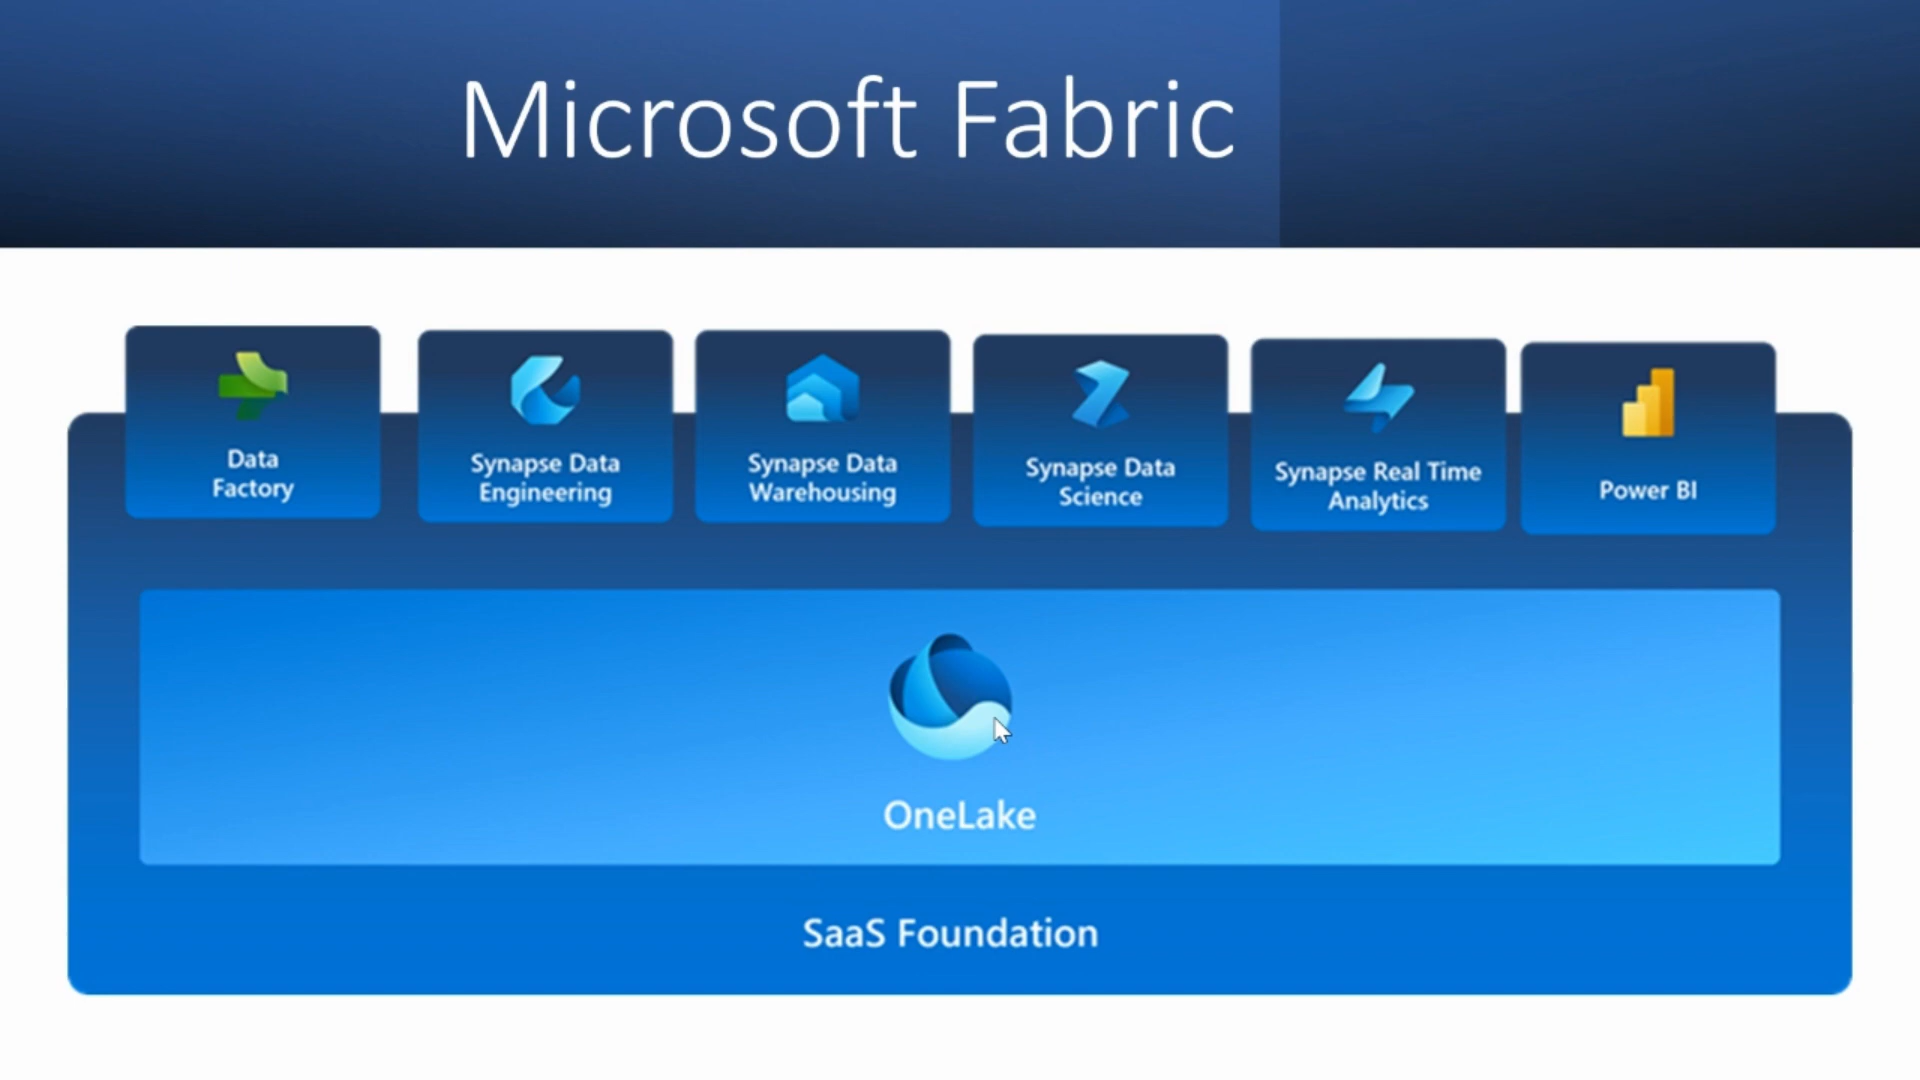 Microsoft Fabric
Data
Factory
Synapse Data
Engineering
Synapse Data
Warehousing
Synapse Data
Science
Synapse Real Time
Analytics
Power BI
OneLake
SaaS Foundation